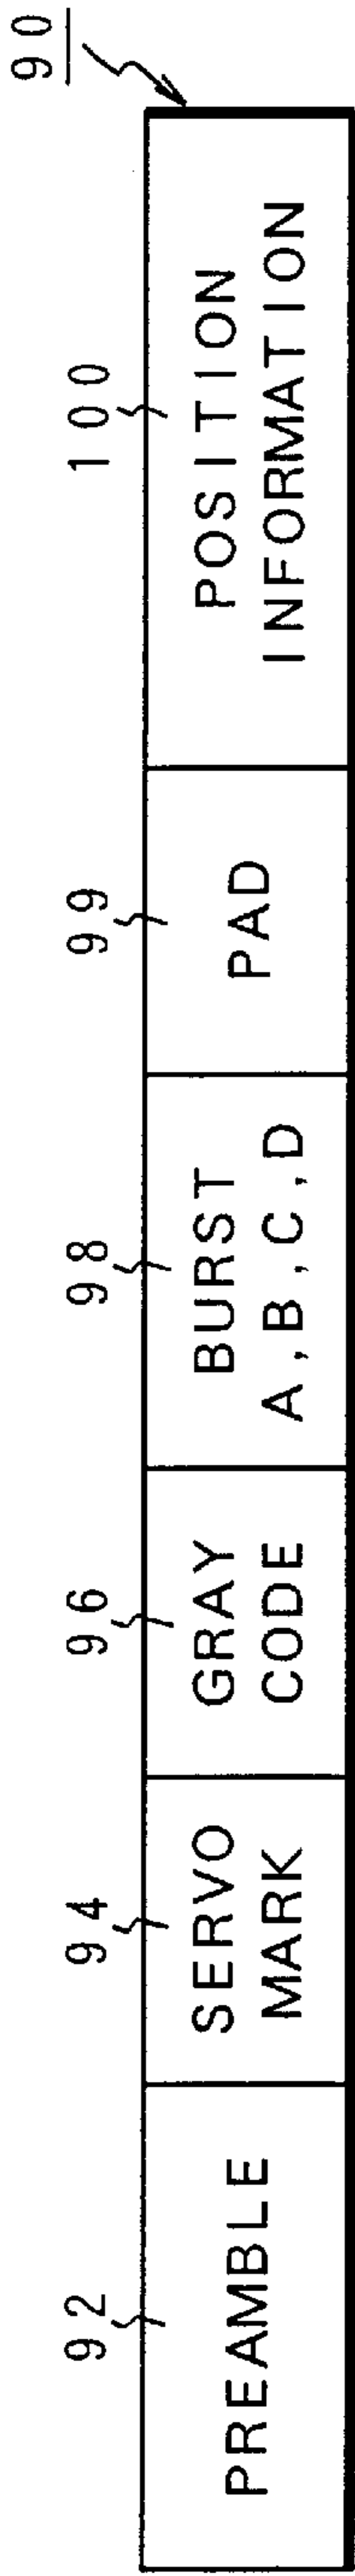 90
92
94
96
98
99
100
PREAMBLE
SERVO
MARK
GRAY
CODE
BURST
A,B,C,D
PAD
POSITION
INFORMATION